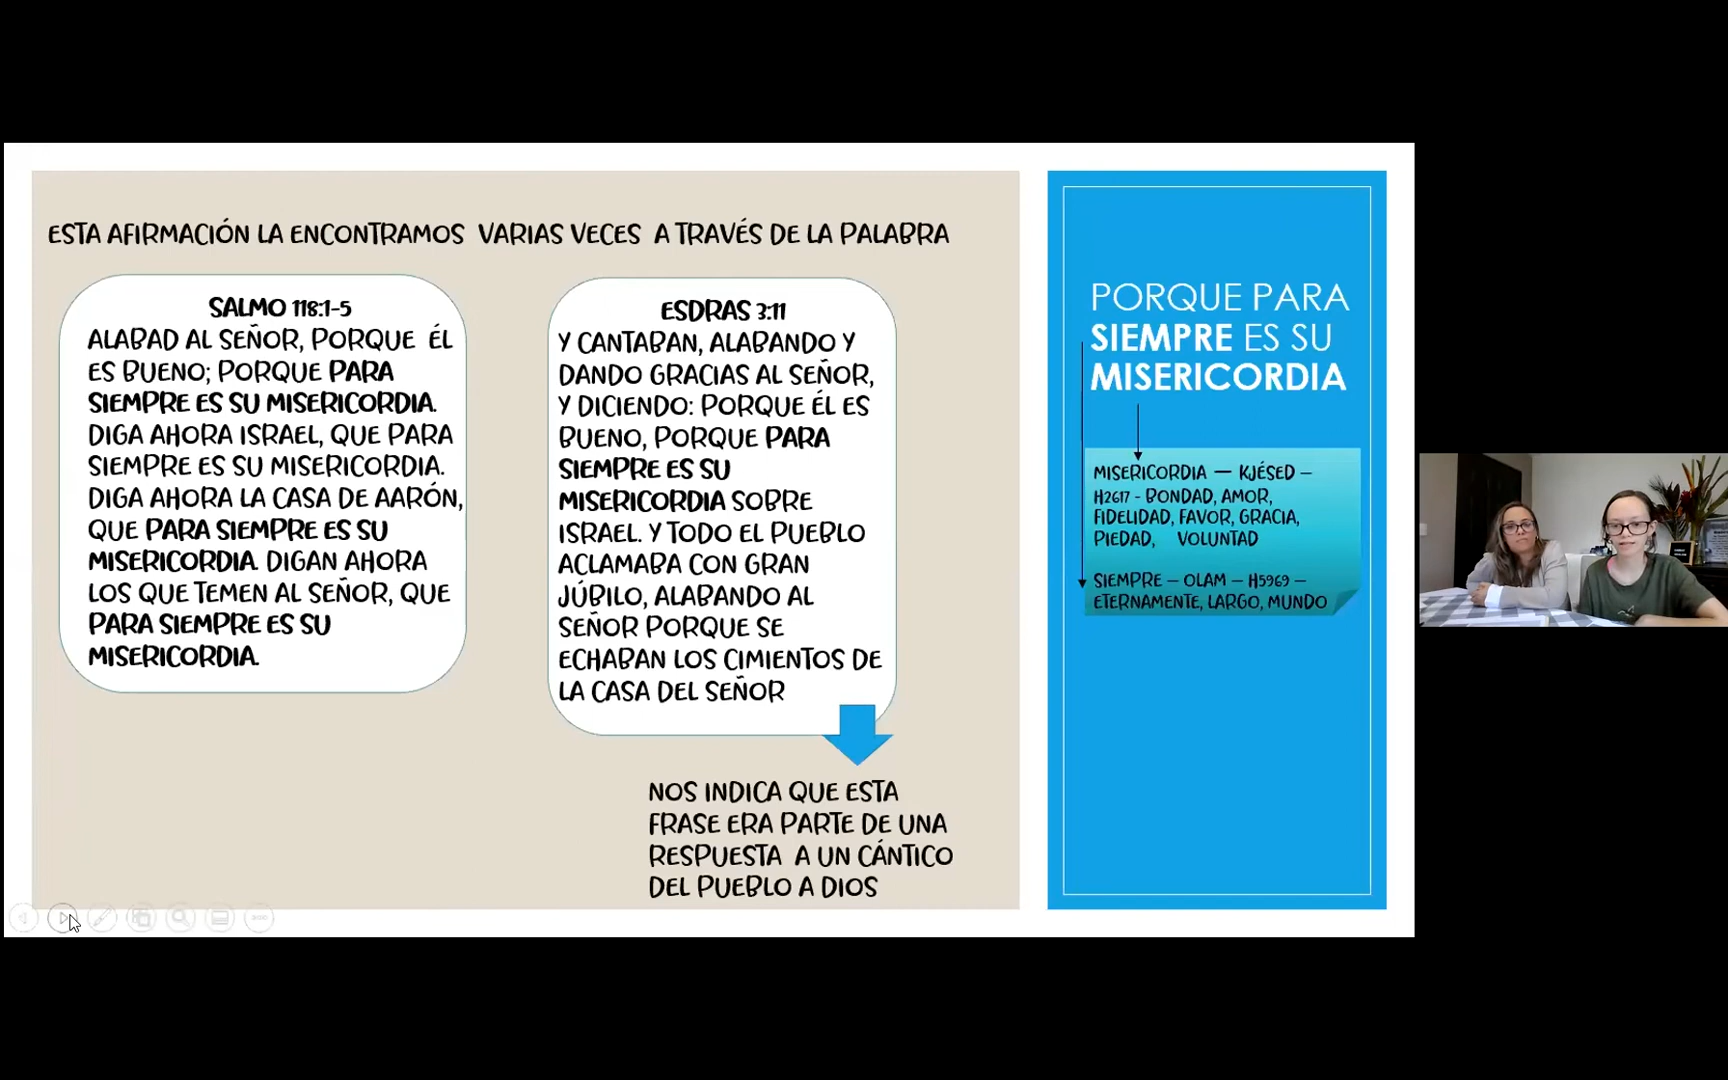 ESTA AFIRMACIÓN LA ENCONTRAMOS VARIAS VECES A TRAVÉS DE LA PALABRA
SALMO 118:1-5
ALABAD AL SEÑOR, PORQUE ÉL
ES BUENO; PORQUE PARA
SIEMPRE ES SU MISERICORDIA.
DIGA AHORA ISRAEL, QUE PARA
SIEMPRE ES SU MISERICORDIA.
DIGA AHORA LA CASA DE AARÓN,
QUE PARA SIEMPRE ES SU
MISERICORDIA. DIGAN AHORA
LOS QUE TEMEN AL SEÑOR, QUE
PARA SIEMPRE ES SU
MISERICORDIA.
ESDRAS 3:11
Y CANTABAN, ALABANDO Y
DANDO GRACIAS AL SEÑOR,
Y DICIENDO: PORQUE ÉL ES
BUENO, PORQUE PARA
SIEMPRE ES SU
MISERICORDIA SOBRE
ISRAEL. Y TODO EL PUEBLO
ACLAMABA CON GRAN
JÚBILO, ALABANDO AL
SEÑOR PORQUE SE
ECHABAN LOS CIMIENTOS DE
LA CASA DEL SEÑOR
NOS INDICA QUE ESTA
FRASE ERA PARTE DE UNA
RESPUESTA A UN CÁNTICO
DEL PUEBLO A DIOS
PORQUE PARA
SIEMPRE ES SU
MISERICORDIA
MISERICORDIA — KJÉSED –
H2617 - BONDAD, AMOR,
FIDELIDAD, FAVOR, GRACIA,
PIEDAD, VOLUNTAD
SIEMPRE – OLAM – H5969 –
ETERNAMENTE, LARGO, MUNDO